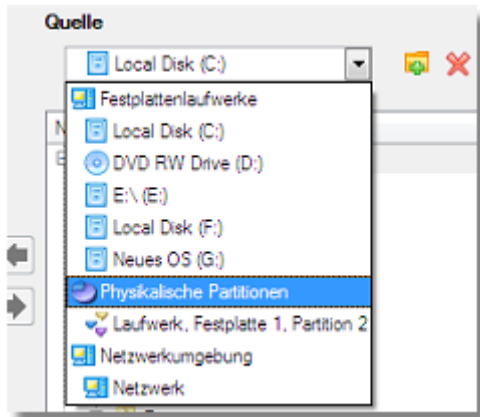 Quelle
Local Disk (C:)
Festplattenlaufwerke
Local Disk (C:)
DVD RW Drive (D:)
E:\ (E:)
Local Disk (F:)
Neues OS (G:)
Physikalische Partitionen
Laufwerk, Festplatte 1, Partition 2
Netzwerkumgebung
Netzwerk